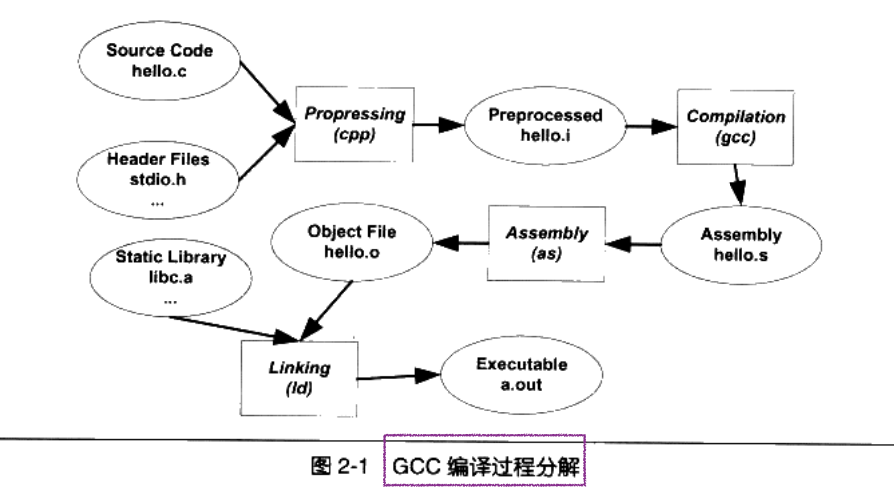 Source Code
hello.c
Propressing
(cpp)
Preprocessed
hello.i
Compilation
(gcc)
Header Files
stdio.h
...
Object File
hello.o
Assembly
(as)
Assembly
hello.s
Static Library
libc.a
...
Linking
(ld)
Executable
a.out
图 2-1 GCC 编译过程分解